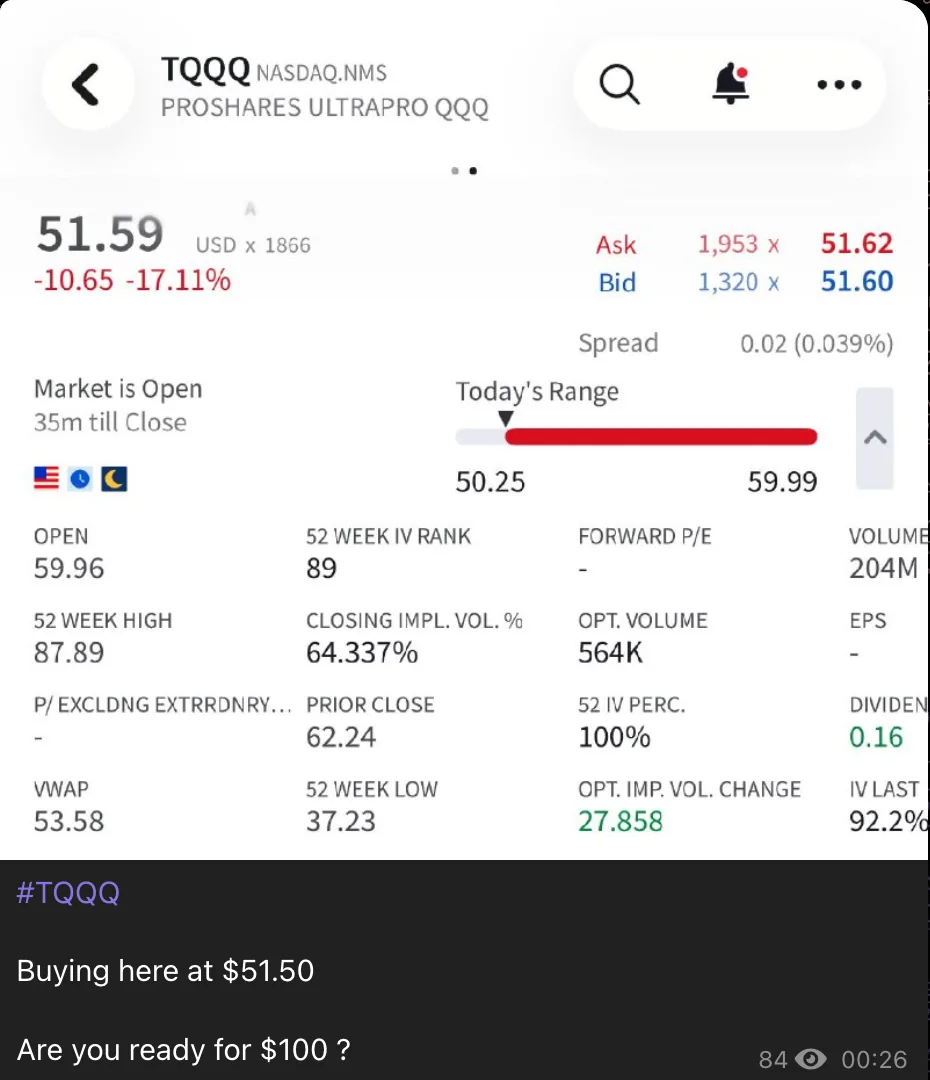 TQQQ NASDAQ.NMS
PROSHARES ULTRAPRO QQQ
A
51.59 USD x 1866
-10.65 -17.11%
Ask 1,953 x 51.62
Bid 1,320 x 51.60
Spread 0.02 (0.039%)
Market is Open
35m till Close
Today's Range
50.25 59.99
OPEN 52 WEEK IV RANK FORWARD P/E VOLUME
59.96 89 - 204M
52 WEEK HIGH CLOSING IMPL. VOL. % OPT. VOLUME EPS
87.89 64.337% 564K -
P/ EXCLDNG EXTRRDNRY... PRIOR CLOSE 52 IV PERC. DIVIDEN
- 62.24 100% 0.16
VWAP 52 WEEK LOW OPT. IMP. VOL. CHANGE IV LAST
53.58 37.23 27.858 92.2%
#TQQQ
Buying here at $51.50
Are you ready for $100 ?
84 00:26